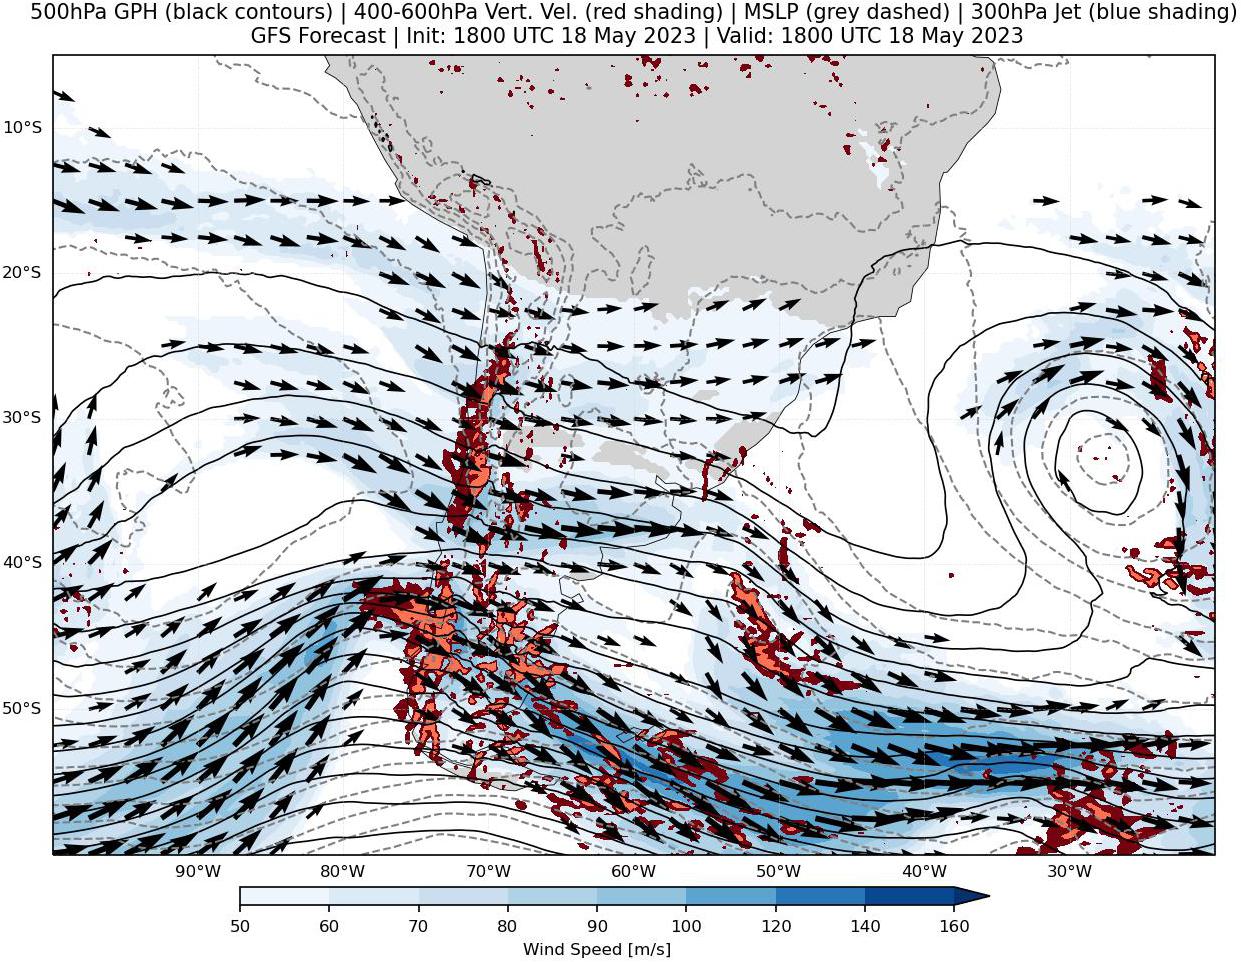 500hPa GPH (black contours) | 400-600hPa Vert. Vel. (red shading) | MSLP (grey dashed) | 300hPa Jet (blue shading)
GFS Forecast | Init: 1800 UTC 18 May 2023 | Valid: 1800 UTC 18 May 2023
10°S
20°S
30°S
40°S
50°S
90°W 80°W 70°W 60°W 50°W 40°W 30°W
50 60 70 80 90 100 120 140 160
Wind Speed [m/s]